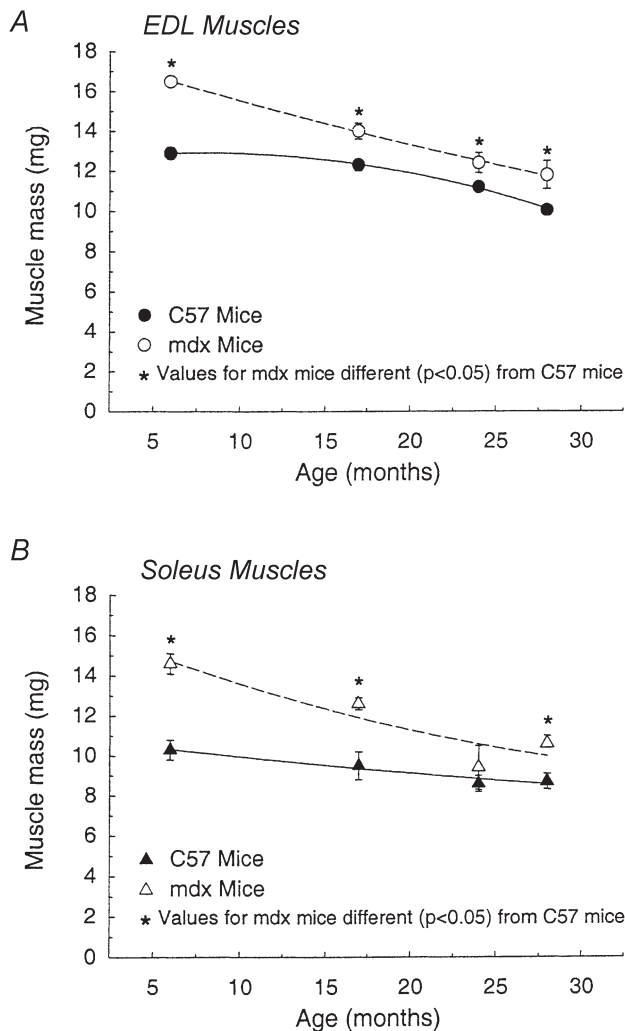 A
EDL Muscles
18
16
14
12
10
8
6
4
2
0
Muscle mass (mg)
*
*
*
*
C57 Mice
mdx Mice
* Values for mdx mice different (p<0.05) from C57 mice
5 10 15 20 25 30
Age (months)
B
Soleus Muscles
18
16
14
12
10
8
6
4
2
0
Muscle mass (mg)
*
*
*
C57 Mice
mdx Mice
* Values for mdx mice different (p<0.05) from C57 mice
5 10 15 20 25 30
Age (months)